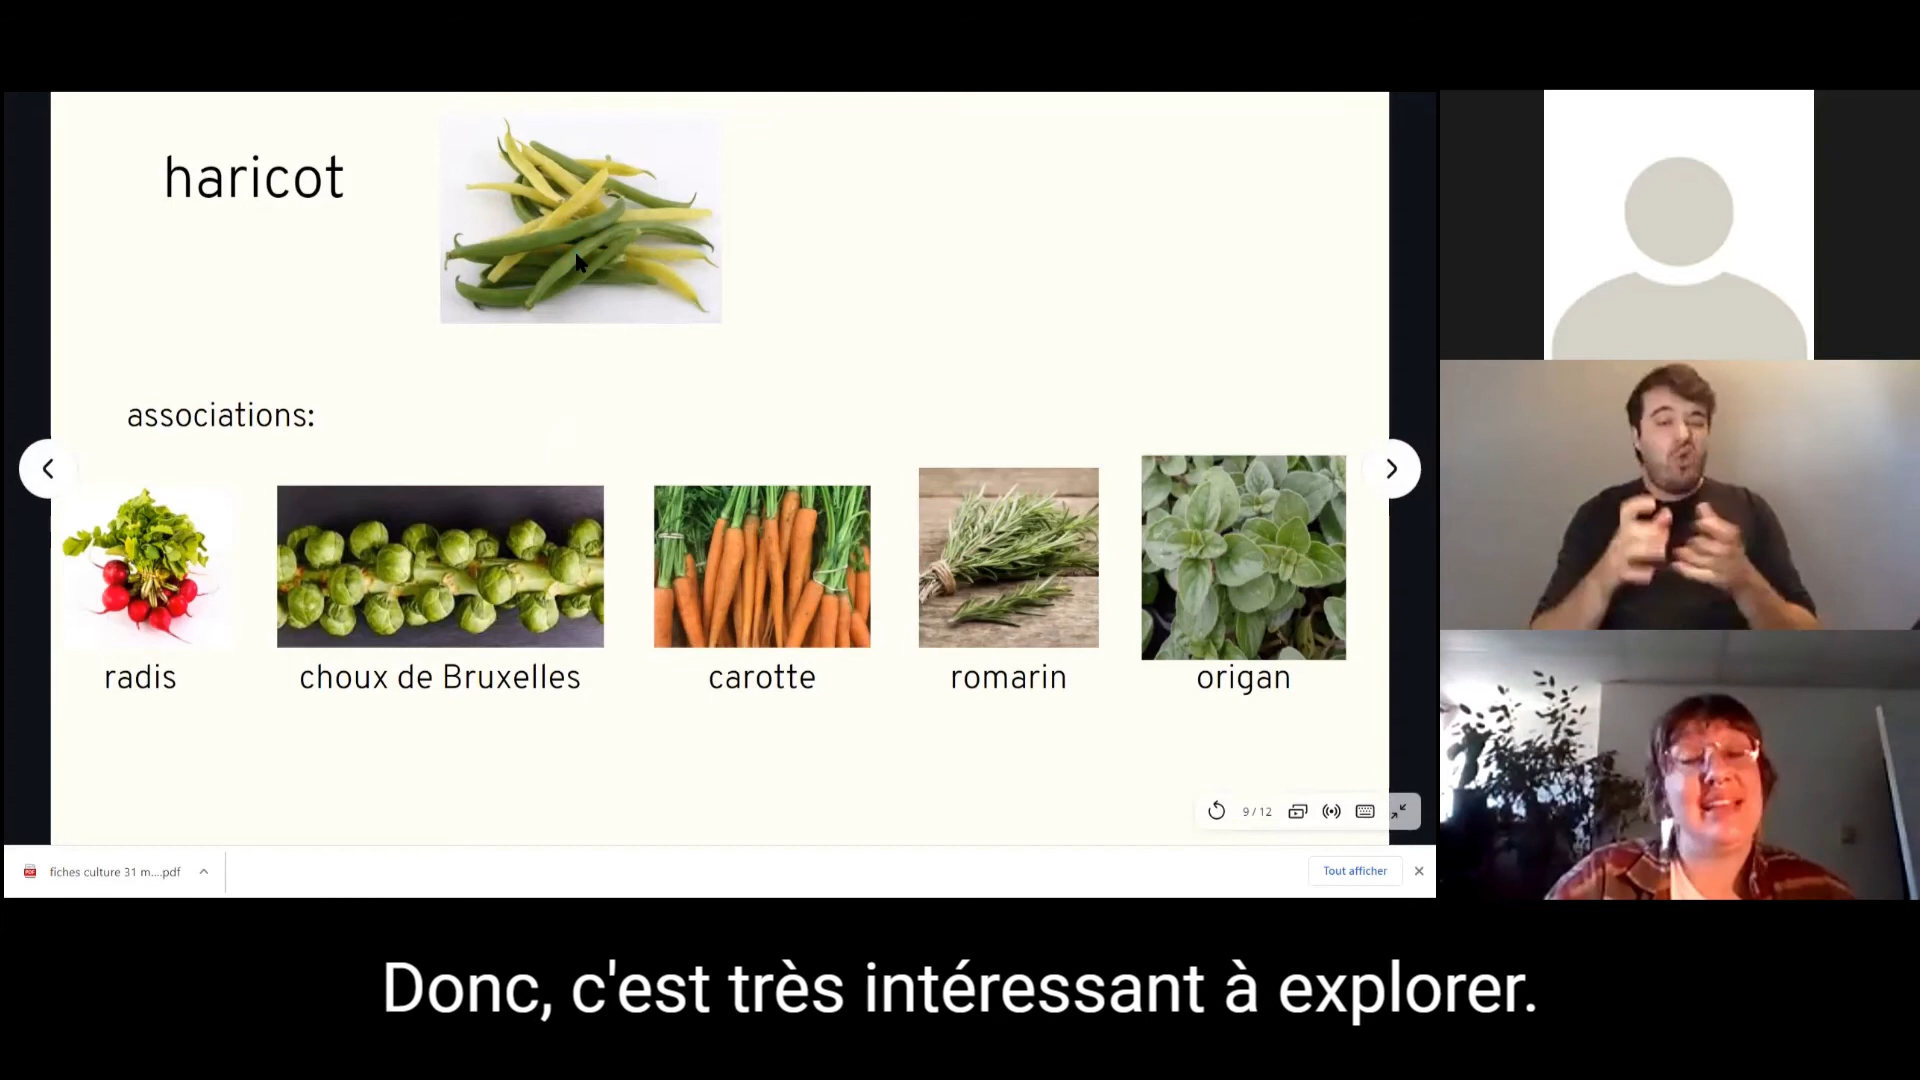 haricot
associations:
radis
choux de Bruxelles
carotte
romarin
origan
9 / 12
fiches culture 31 m....pdf
Tout afficher
Donc, c'est très intéressant à explorer.